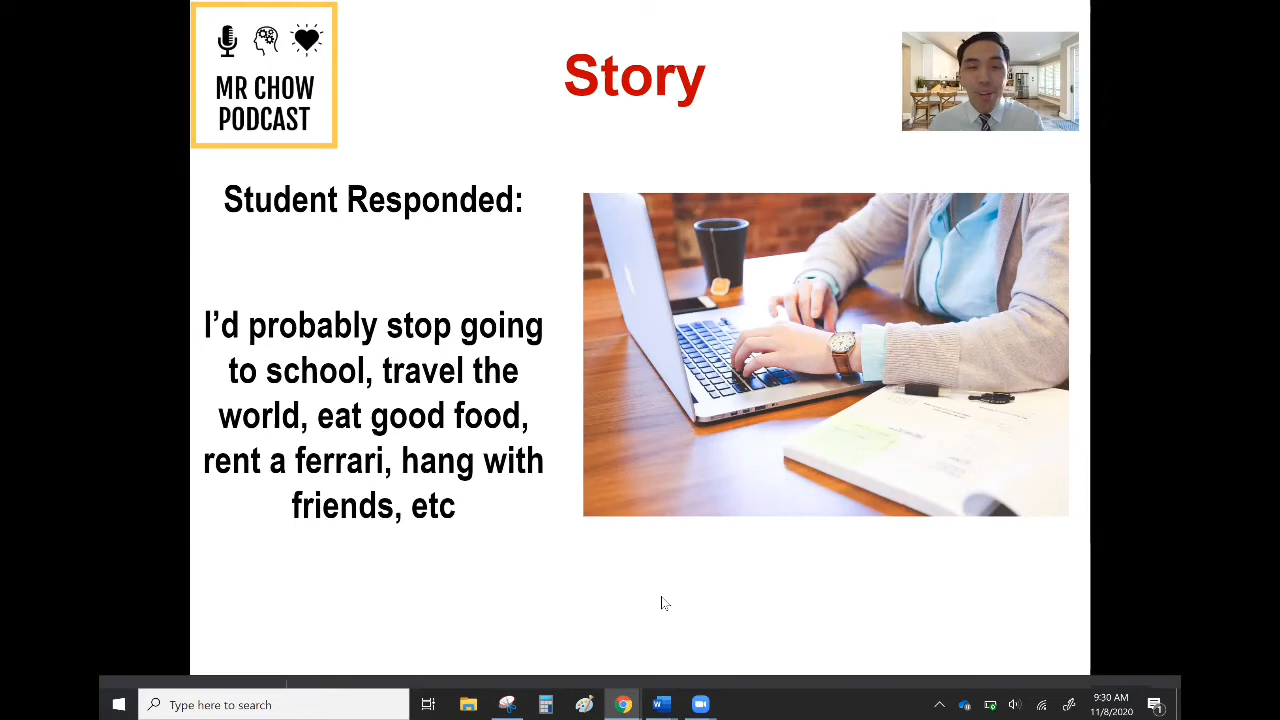 MR CHOW
PODCAST
Story
Student Responded:
I’d probably stop going
to school, travel the
world, eat good food,
rent a ferrari, hang with
friends, etc
Type here to search
9:30 AM
11/8/2020
1